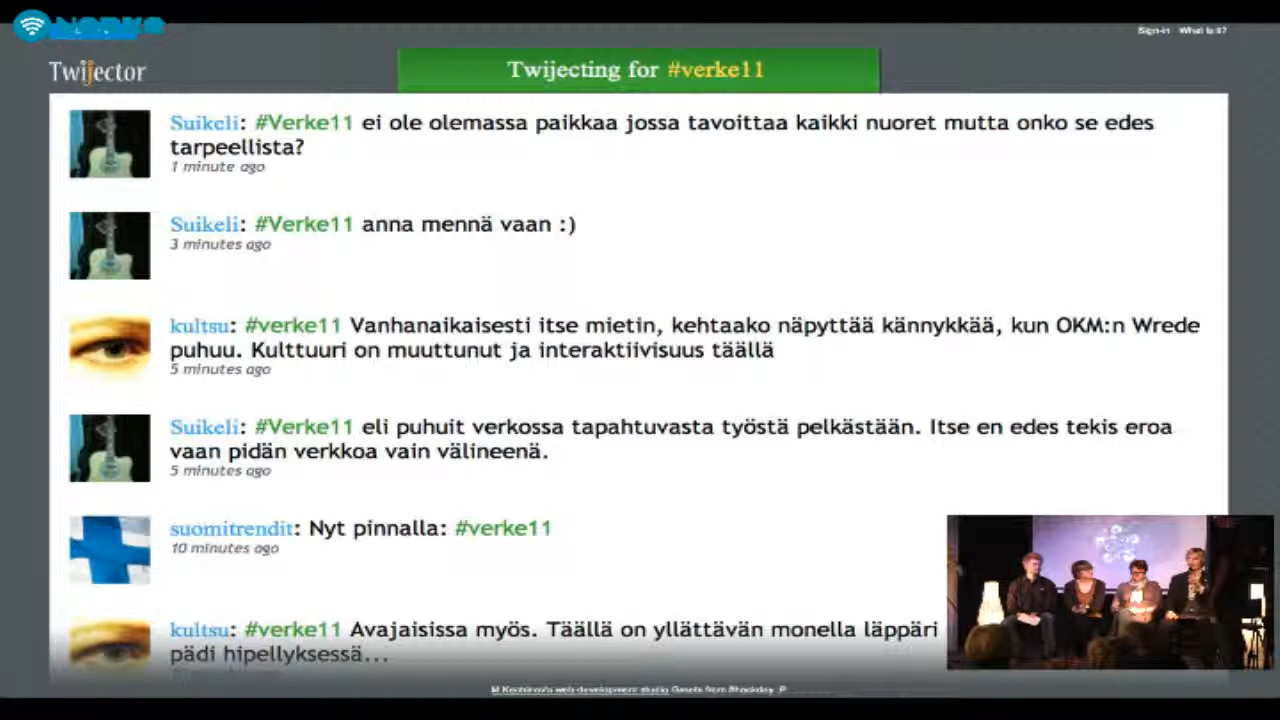 Sign-in What is it?
Twijector
Twijecting for #verke11
Suikeli: #Verke11 ei ole olemassa paikkaa jossa tavoittaa kaikki nuoret mutta onko se edes
tarpeellista?
1 minute ago
Suikeli: #Verke11 anna mennä vaan :)
3 minutes ago
kultsu: #verke11 Vanhanaikaisesti itse mietin, kehtaako näpyttää kännykkää, kun OKM:n Wrede
puhuu. Kulttuuri on muuttunut ja interaktiivisuus täällä
5 minutes ago
Suikeli: #Verke11 eli puhuit verkossa tapahtuvasta työstä pelkästään. Itse en edes tekis eroa
vaan pidän verkkoa vain välineenä.
5 minutes ago
suomitrendit: Nyt pinnalla: #verke11
10 minutes ago
kultsu: #verke11 Avajaisissa myös. Täällä on yllättävän monella läppäri
pädi hipellyksessä...
web development studio